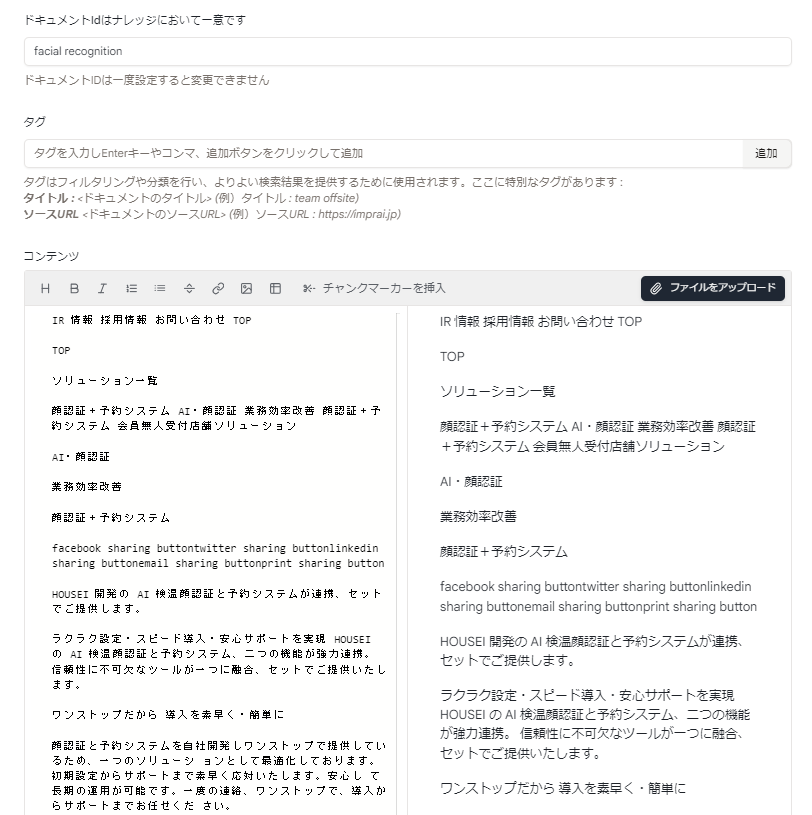 ドキュメントIdはナレッジにおいて一意です
facial recognition
ドキュメントIDは一度設定すると変更できません
タグ
タグを入力しEnterキーやコンマ、追加ボタンをクリックして追加
追加
タグはフィルタリングや分類を行い、よりよい検索結果を提供するために使用されます。ここに特別なタグがあります :
タイトル : <ドキュメントのタイトル> (例）タイトル : team offsite)
ソースURL <ドキュメントのソースURL> (例）ソースURL : https://imprai.jp)
コンテンツ
H B I チャンクマーカーを挿入
ファイルをアップロード
IR 情報 採用情報 お問い合わせ TOP
TOP
ソリューション一覧
顔認証＋予約システム AI・顔認証 業務効率改善 顔認証＋予
約システム 会員無人受付店舗ソリューション
AI・顔認証
業務効率改善
顔認証＋予約システム
facebook sharing buttontwitter sharing buttonlinkedin
sharing buttonemail sharing buttonprint sharing button
HOUSEI 開発の AI 検温顔認証と予約システムが連携、セット
でご提供します。
ラクラク設定・スピード導入・安心サポートを実現 HOUSEI
の AI 検温顔認証と予約システム、二つの機能が強力連携。
信頼性に不可欠なツールが一つに融合、セットでご提供いたし
ます。
ワンストップだから 導入を素早く・簡単に
顔認証と予約システムを自社開発しワンストップで提供してい
るため、一つのソリューシ ョンとして最適化しております。
初期設定からサポートまで素早く応対いたします。安心し て
長期の運用が可能です。一度の連絡、ワンストップで、導入か
らサポートまでお任せくだ さい。
IR 情報 採用情報 お問い合わせ TOP
TOP
ソリューション一覧
顔認証＋予約システム AI・顔認証 業務効率改善 顔認証
＋予約システム 会員無人受付店舗ソリューション
AI・顔認証
業務効率改善
顔認証＋予約システム
facebook sharing buttontwitter sharing buttonlinkedin
sharing buttonemail sharing buttonprint sharing button
HOUSEI 開発の AI 検温顔認証と予約システムが連携、
セットでご提供します。
ラクラク設定・スピード導入・安心サポートを実現
HOUSEI の AI 検温顔認証と予約システム、二つの機能
が強力連携。 信頼性に不可欠なツールが一つに融合、
セットでご提供いたします。
ワンストップだから 導入を素早く・簡単に